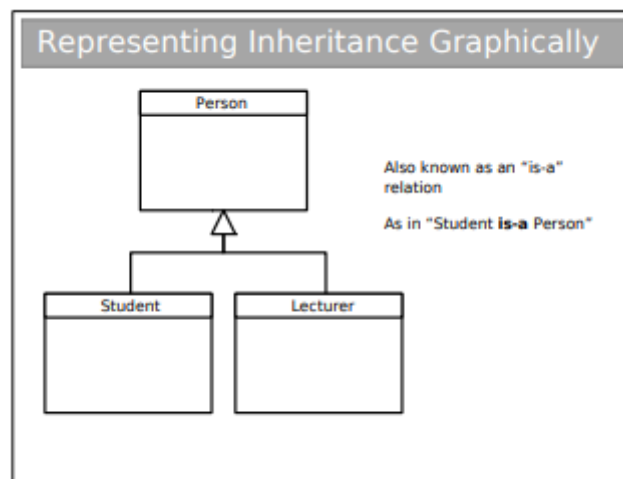 Representing Inheritance Graphically
Person
Also known as an “is-a”
relation
As in “Student is-a Person”
Student
Lecturer